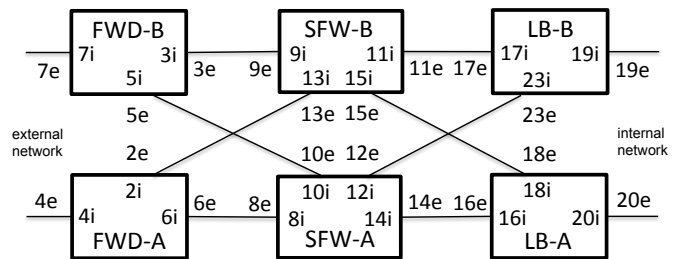 FWD-B SFW-B LB-B
7i 3i 9i 11i 17i 19i
7e 5i 3e 9e 13i 15i 11e 17e 23i 19e
5e 13e 15e 23e
external network 2e 10e 12e 18e internal network
4e 2i 6e 8e 10i 12i 14e 16e 18i 20e
4i 6i 8i 14i 16i 20i
FWD-A SFW-A LB-A